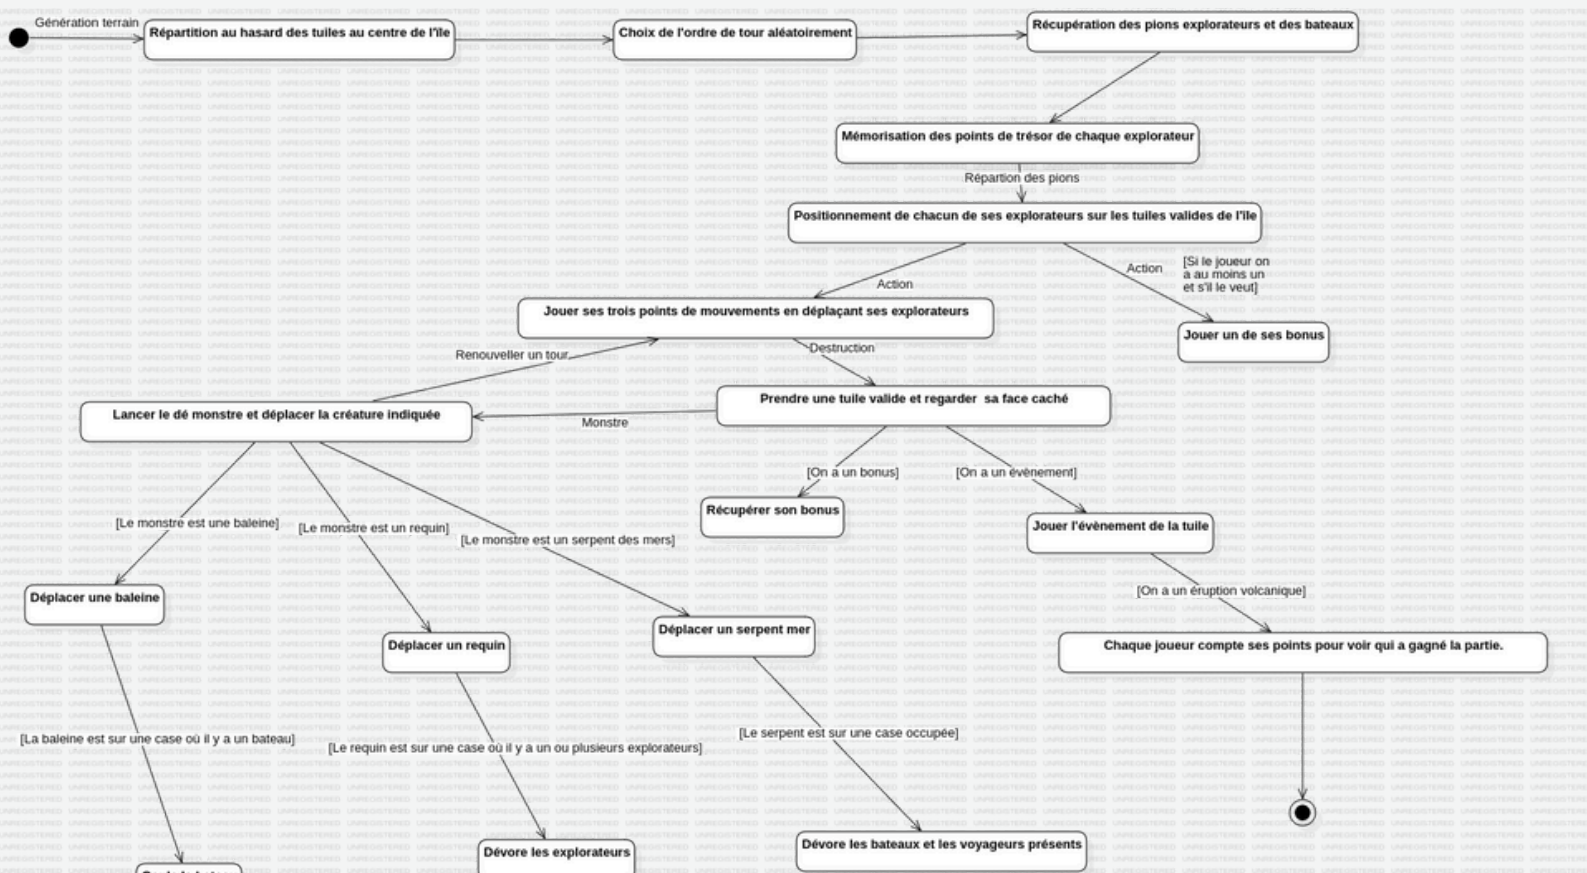 Génération terrain
Répartition au hasard des tuiles au centre de l'île
Choix de l'ordre de tour aléatoirement
Récupération des pions explorateurs et des bateaux
Mémorisation des points de trésor de chaque explorateur
Répartion des pions
Positionnement de chacun de ses explorateurs sur les tuiles valides de l'île
Action
[Si le joueur on
a au moins un
et s'il le veut]
Action
Jouer ses trois points de mouvements en déplaçant ses explorateurs
Jouer un de ses bonus
Renouveller un tour
Destruction
Prendre une tuile valide et regarder sa face caché
Lancer le dé monstre et déplacer la créature indiquée
Monstre
[On a un bonus]
[On a un évènement]
Récupérer son bonus
Jouer l'évènement de la tuile
[Le monstre est une baleine]
[Le monstre est un requin]
[Le monstre est un serpent des mers]
[On a un éruption volcanique]
Déplacer une baleine
Déplacer un requin
Déplacer un serpent mer
Chaque joueur compte ses points pour voir qui a gagné la partie.
[La baleine est sur une case où il y a un bateau]
[Le requin est sur une case où il y a un ou plusieurs explorateurs]
[Le serpent est sur une case occupée]
Dévore les explorateurs
Dévore les bateaux et les voyageurs présents